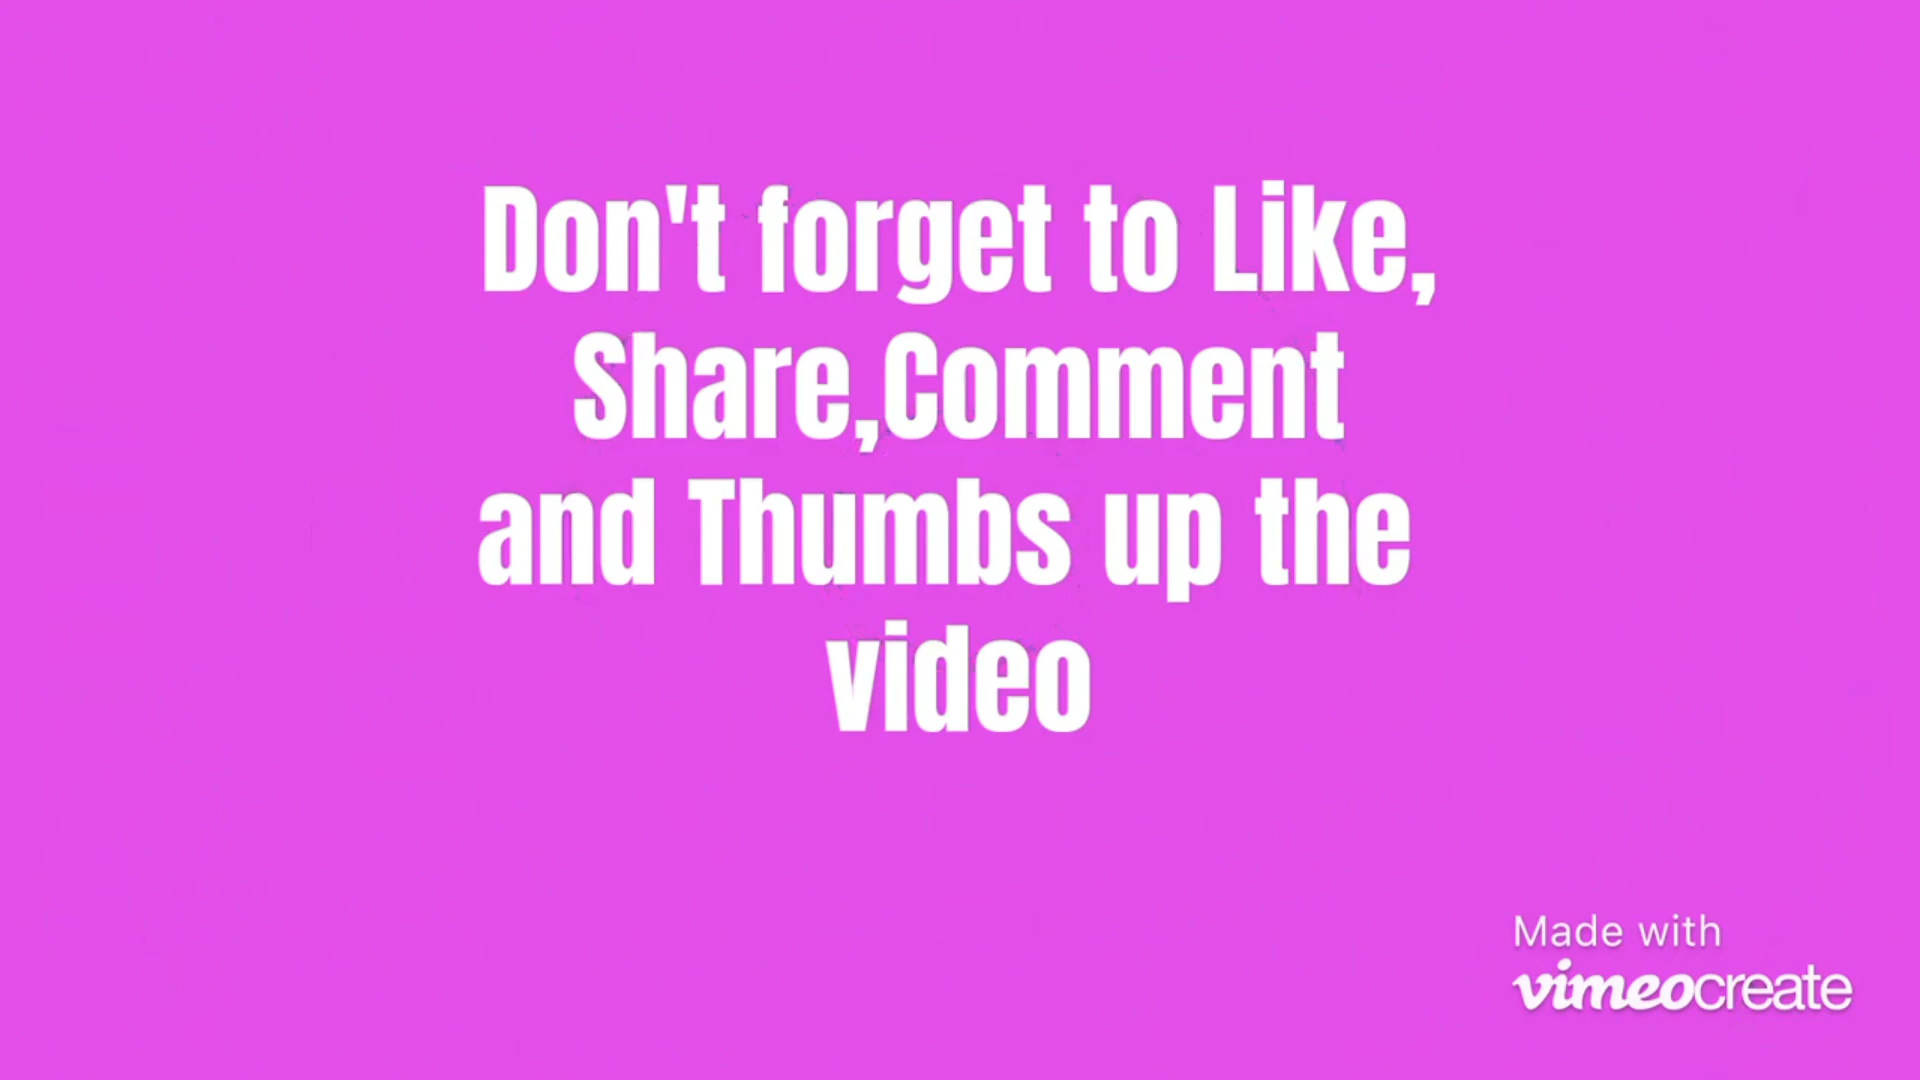 Don't forget to Like,
Share,Comment
and Thumbs up the
video
Made with
vimeocreate